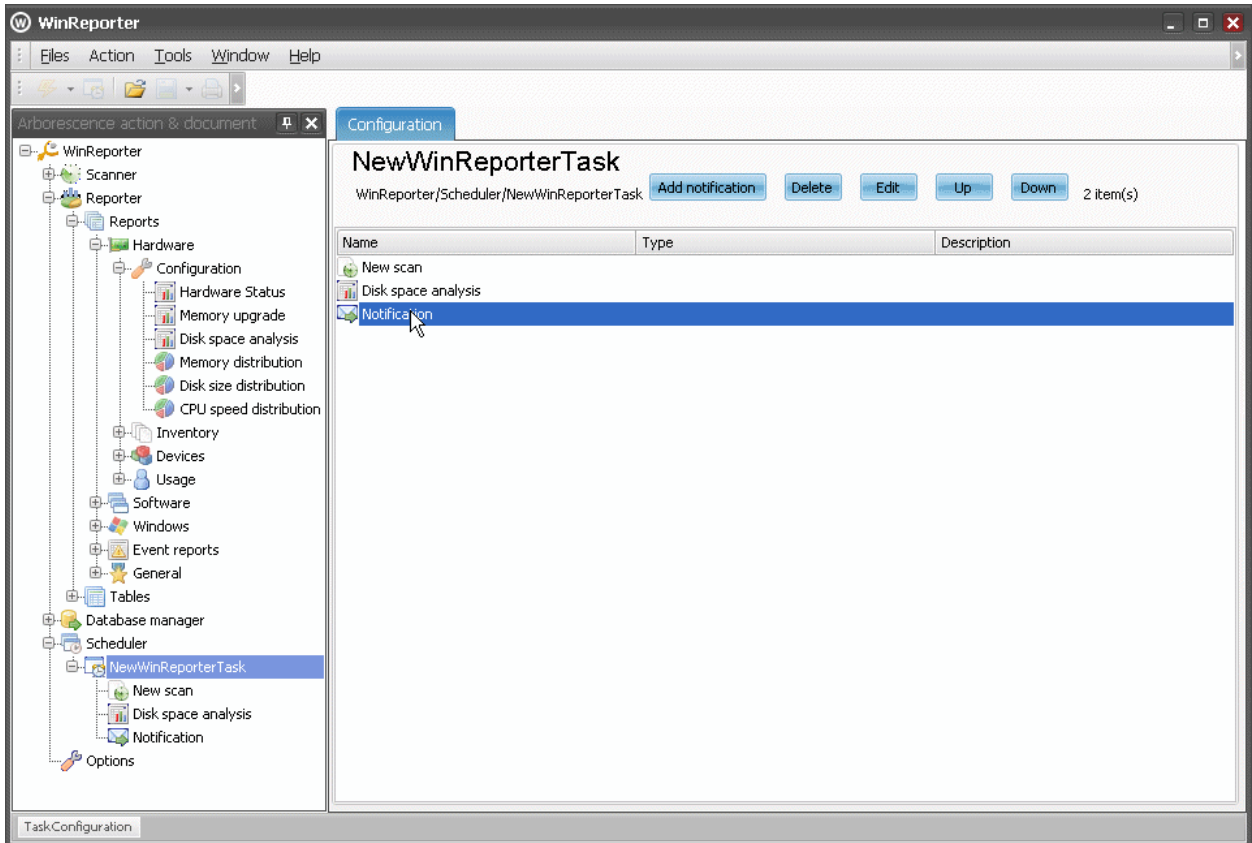 WinReporter
Files Action Tools Window Help
Arborescence action & document
WinReporter
Scanner
Reporter
Reports
Hardware
Configuration
Hardware Status
Memory upgrade
Disk space analysis
Memory distribution
Disk size distribution
CPU speed distribution
Inventory
Devices
Usage
Software
Windows
Event reports
General
Tables
Database manager
Scheduler
NewWinReporterTask
New scan
Disk space analysis
Notification
Options
Configuration
NewWinReporterTask
WinReporter/Scheduler/NewWinReporterTask Add notification Delete Edit Up Down 2 item(s)
Name Type Description
New scan
Disk space analysis
Notification
TaskConfiguration